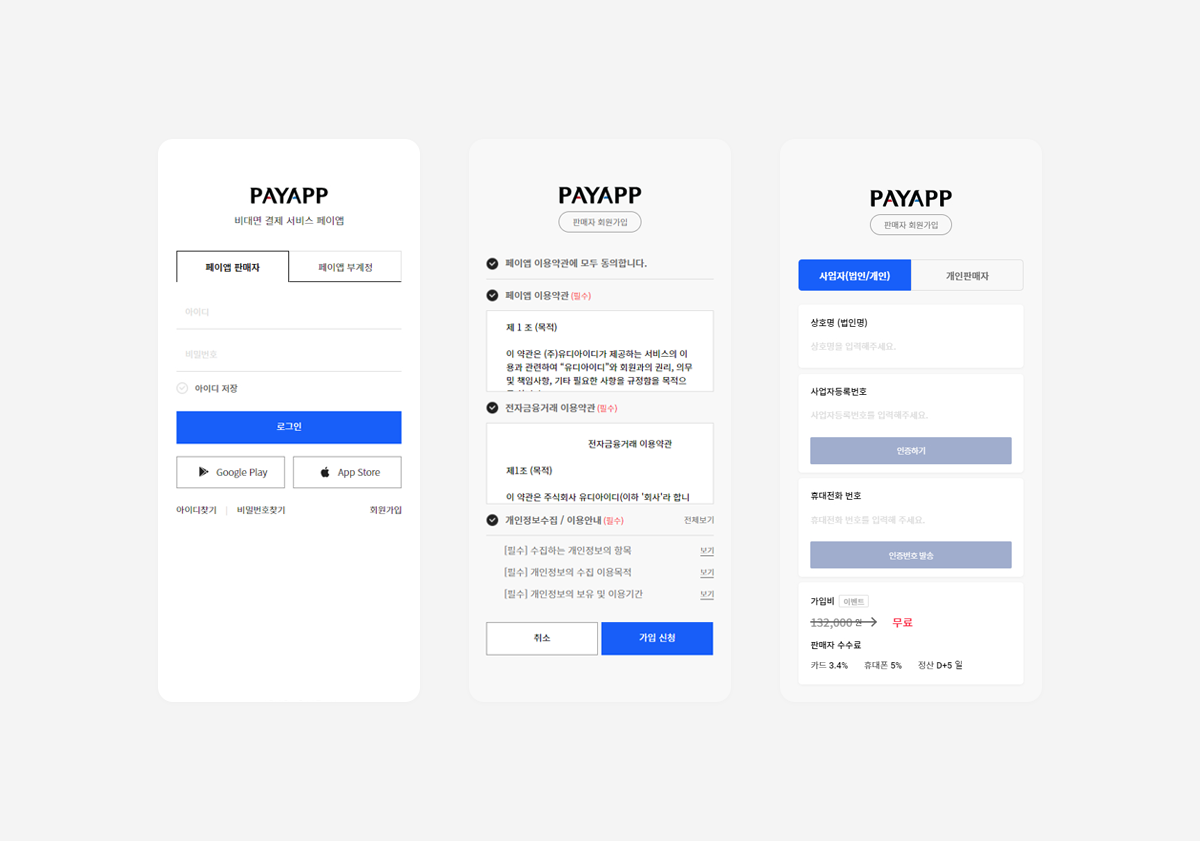 PAYAPP
비대면 결제 서비스 페이앱
페이앱 판매자
페이앱 부계정
아이디
비밀번호
아이디 저장
로그인
Google Play
App Store
아이디찾기 | 비밀번호찾기
회원가입
PAYAPP
판매자 회원가입
페이앱 이용약관에 모두 동의합니다.
페이앱 이용약관 (필수)
제 1 조 (목적)
이 약관은 (주)유디아이디가 제공하는 서비스의 이
용과 관련하여 "유디아이디"와 회원과의 권리, 의무
및 책임사항, 기타 필요한 사항을 규정함을 목적으
전자금융거래 이용약관 (필수)
전자금융거래 이용약관
제1조 (목적)
이 약관은 주식회사 유디아이디(이하 '회사'라 합니
개인정보수집 / 이용안내 (필수)
전체보기
[필수] 수집하는 개인정보의 항목
보기
[필수] 개인정보의 수집 이용목적
보기
[필수] 개인정보의 보유 및 이용기간
보기
취소
가입 신청
PAYAPP
판매자 회원가입
사업자(법인/개인)
개인판매자
상호명 (법인명)
상호명을 입력해주세요.
사업자등록번호
사업자등록번호를 입력해주세요.
인증하기
휴대전화 번호
휴대전화 번호를 입력해 주세요.
인증번호 발송
가입비 이벤트
132,000 원 무료
판매자 수수료
카드 3.4% 휴대폰 5% 정산 D+5 일